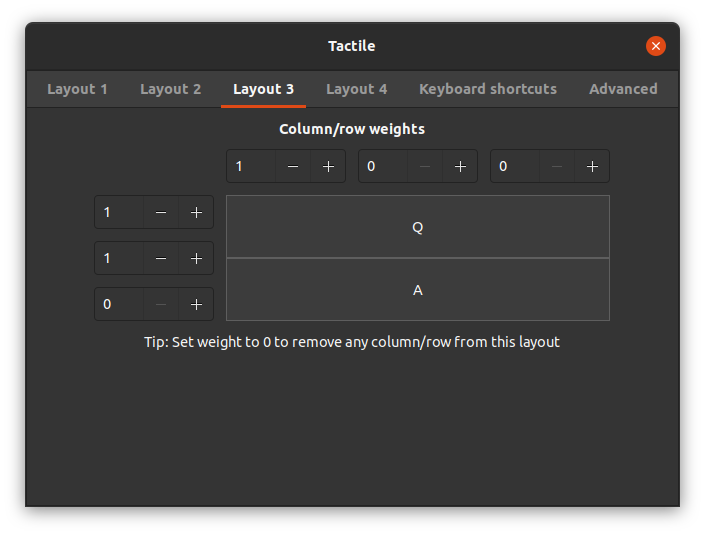 Tactile
Layout 1 Layout 2 Layout 3 Layout 4 Keyboard shortcuts Advanced
Column/row weights
1 − + 0 − + 0 − +
1 − +
Q
1 − +
A
0 − +
Tip: Set weight to 0 to remove any column/row from this layout